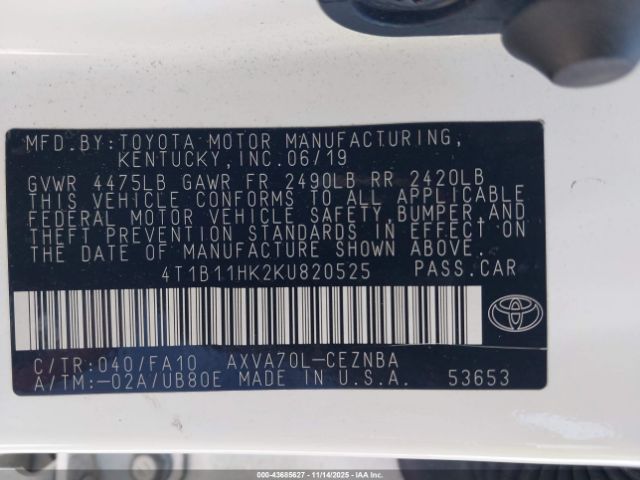 MFD.BY:TOYOTA MOTOR MANUFACTURING,
KENTUCKY,INC.06/19
GVWR 4475LB GAWR FR 2490LB RR 2420LB
THIS VEHICLE CONFORMS TO ALL APPLICABLE
FEDERAL MOTOR VEHICLE SAFETY,BUMPER,AND
THEFT PREVENTION STANDARDS IN EFFECT ON
THE DATE OF MANUFACTURE SHOWN ABOVE.
4T1B11HK2KU820525 PASS.CAR
C/TR:040/FA10 AXVA70L-CEZNBA
A/TM:-02A/UB80E MADE IN U.S.A. 53653
000-43685627 - 11/14/2025 - IAAI.COM